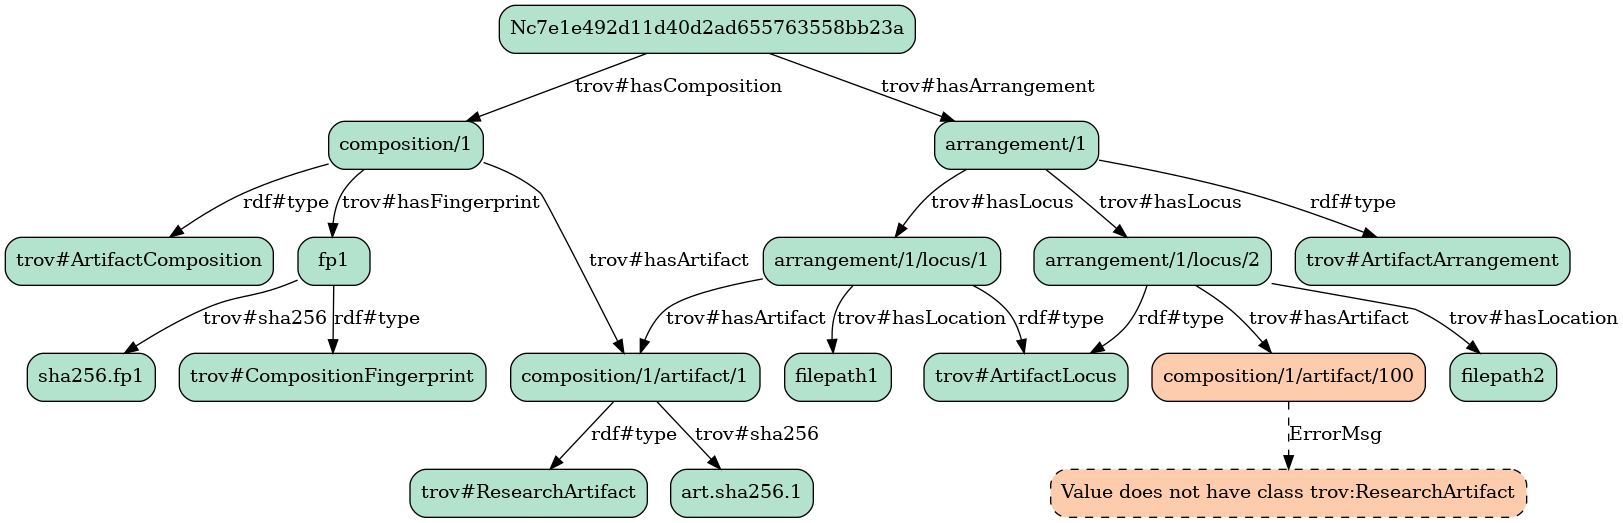 Nc7e1e492d11d40d2ad655763558bb23a
trov#hasComposition
trov#hasArrangement
composition/1
arrangement/1
rdf#type
trov#hasFingerprint
trov#hasLocus
trov#hasLocus
rdf#type
trov#ArtifactComposition
fp1
trov#hasArtifact
arrangement/1/locus/1
arrangement/1/locus/2
trov#ArtifactArrangement
trov#sha256
rdf#type
trov#hasArtifact
trov#hasLocation
rdf#type
rdf#type
trov#hasArtifact
trov#hasLocation
sha256.fp1
trov#CompositionFingerprint
composition/1/artifact/1
filepath1
trov#ArtifactLocus
composition/1/artifact/100
filepath2
rdf#type
trov#sha256
ErrorMsg
trov#ResearchArtifact
art.sha256.1
Value does not have class trov:ResearchArtifact